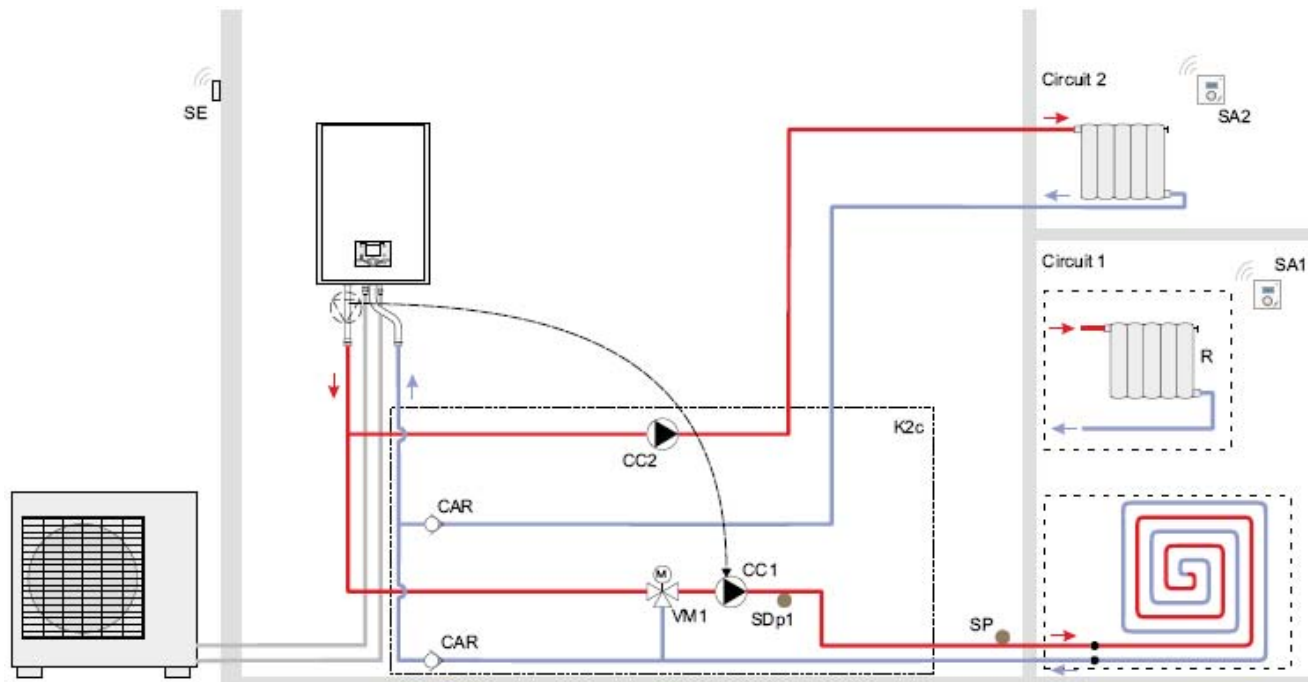 Circuit 2
SE
SA2
Circuit 1
SA1
R
K2c
CC2
CAR
M
CC1
VM1
SDp1
SP
CAR